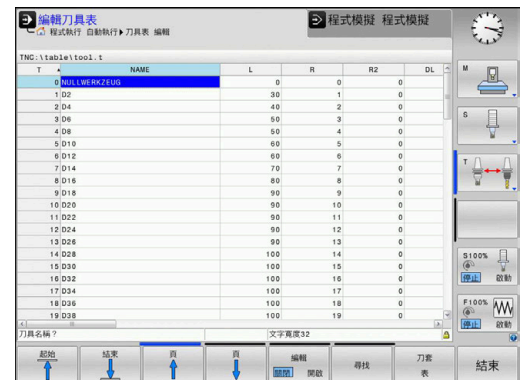 編輯刀具表
程式執行 自動執行▶刀具表 編輯
程式模擬 程式模擬
TNC:\table\tool.t
T NAME L R R2 DL
0 NULLWERKZEUG 0 0 0
1 D2 30 1 0
2 D4 40 2 0
3 D6 50 3 0
4 D8 50 4 0
5 D10 60 5 0
6 D12 60 6 0
7 D14 70 7 0
8 D16 80 8 0
9 D18 90 9 0
10 D20 90 10 0
11 D22 90 11 0
12 D24 90 12 0
13 D26 90 13 0
14 D28 100 14 0
15 D30 100 15 0
16 D32 100 16 0
17 D34 100 17 0
18 D36 100 18 0
19 D38 100 19 0
刀具名稱？ 文字寬度32
M
S
T
S100%
停止 啟動
F100%
停止 啟動
起始 結束 頁 頁 編輯 關閉 開啟 尋找 刀套表 結束